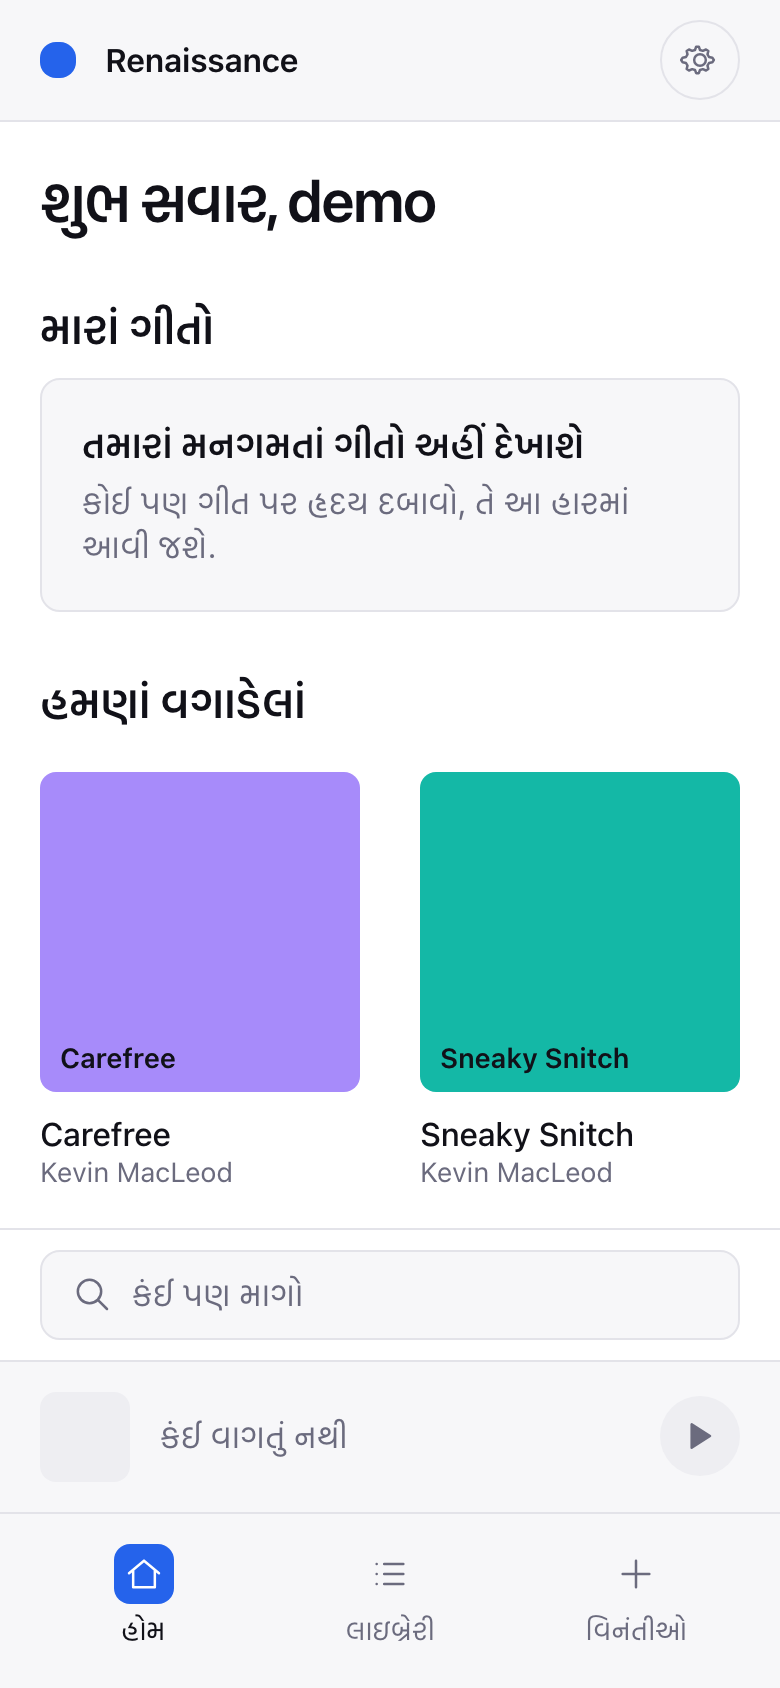 Renaissance
શુભ સવાર, demo
મારાં ગીતો
તમારાં મનગમતાં ગીતો અહીં દેખાશે
કોઈ પણ ગીત પર હૃદય દબાવો, તે આ હારમાં
આવી જશે.
હમણાં વગાડેલાં
Carefree
Sneaky Snitch
Carefree
Sneaky Snitch
Kevin MacLeod
Kevin MacLeod
કંઈ પણ માગો
કંઈ વાગતું નથી
હોમ
લાઇબ્રેરી
વિનંતીઓ